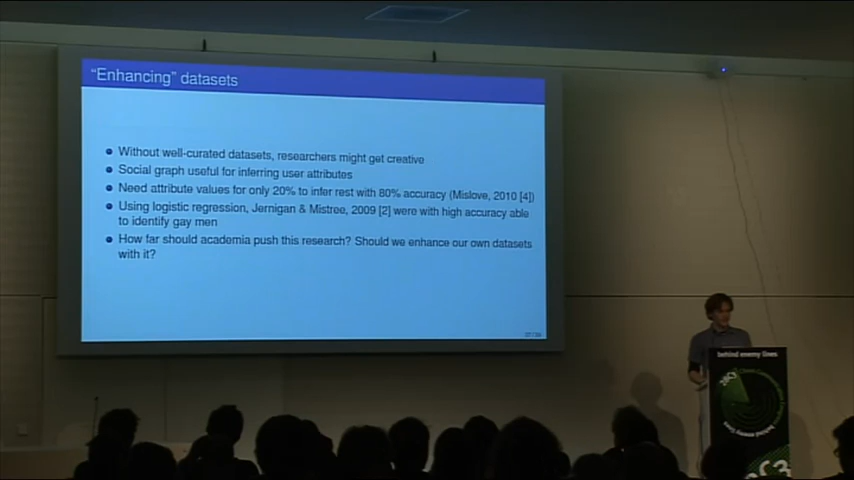 “Enhancing” datasets
Without well-curated datasets, researchers might get creative
Social graph useful for inferring user attributes
Need attribute values for only 20% to infer rest with 80% accuracy (Mislove, 2010 [4])
Using logistic regression, Jernigan & Mistree, 2009 [2] were with high accuracy able
to identify gay men
How far should academia push this research? Should we enhance our own datasets
with it?
behind enemy lines
28C3